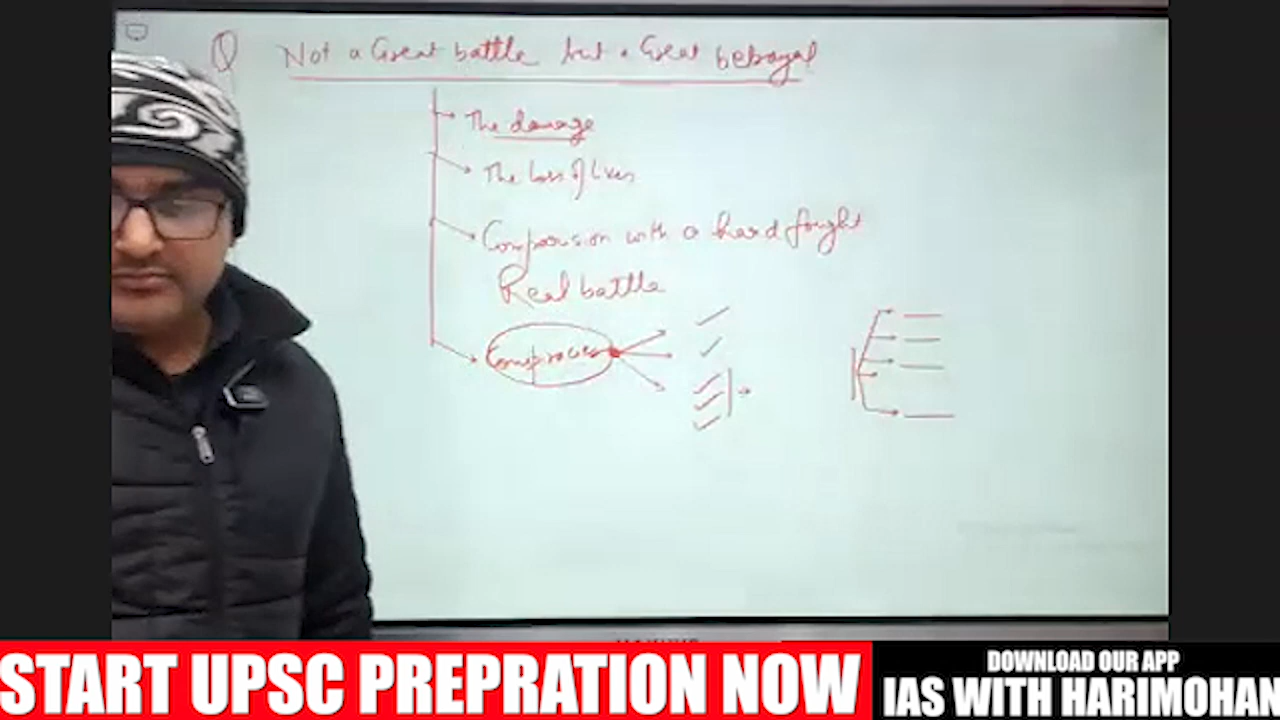 Q Not a Great battle but a Great betrayal
The damage
The loss of lives
Comparision with a hard fought
Real battle
START UPSC PREPRATION NOW
DOWNLOAD OUR APP
IAS WITH HARIMOHAN